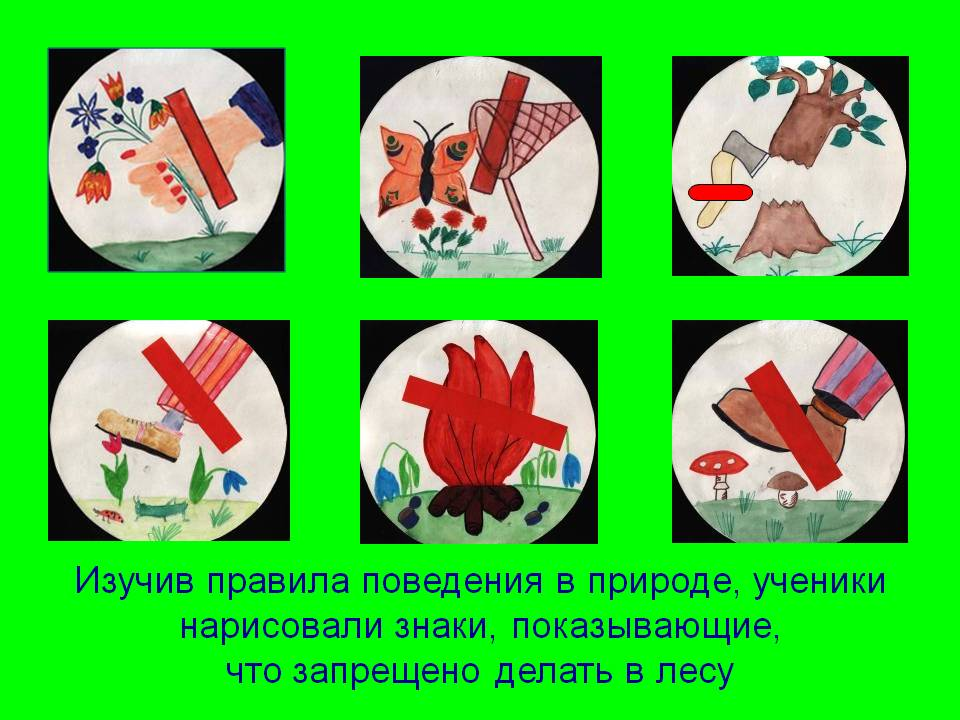 Изучив правила поведения в природе, ученики
нарисовали знаки, показывающие,
что запрещено делать в лесу